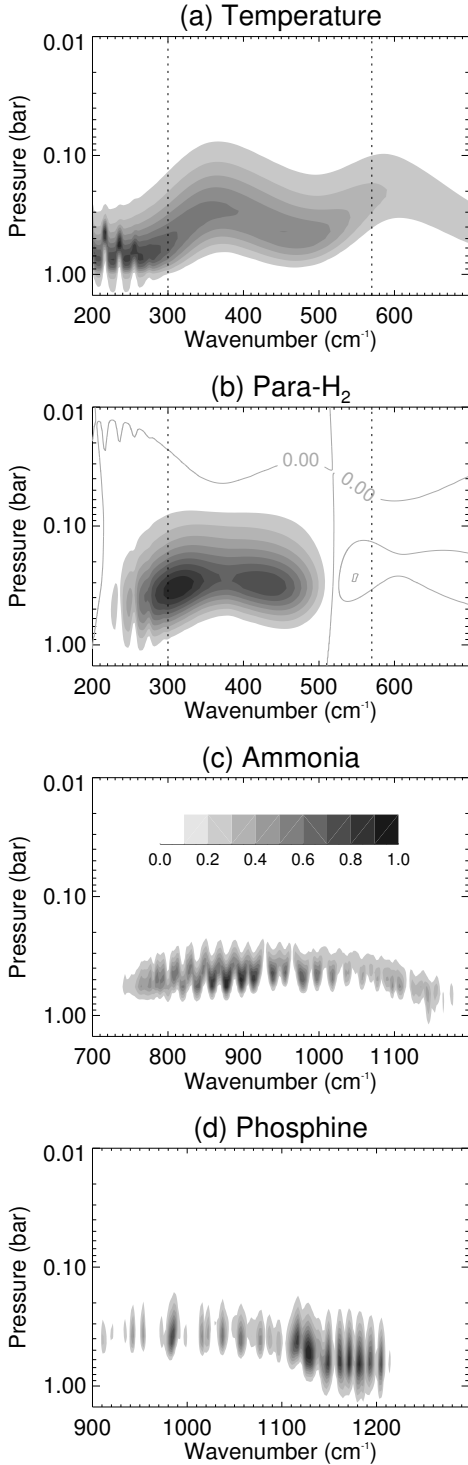 (a) Temperature
0.01
0.10
1.00
Pressure (bar)
200 300 400 500 600
Wavenumber (cm⁻¹)
(b) Para-H₂
0.01
0.10
1.00
Pressure (bar)
0.00
0.00
200 300 400 500 600
Wavenumber (cm⁻¹)
(c) Ammonia
0.01
0.10
1.00
Pressure (bar)
0.0 0.2 0.4 0.6 0.8 1.0
700 800 900 1000 1100
Wavenumber (cm⁻¹)
(d) Phosphine
0.01
0.10
1.00
Pressure (bar)
900 1000 1100 1200
Wavenumber (cm⁻¹)